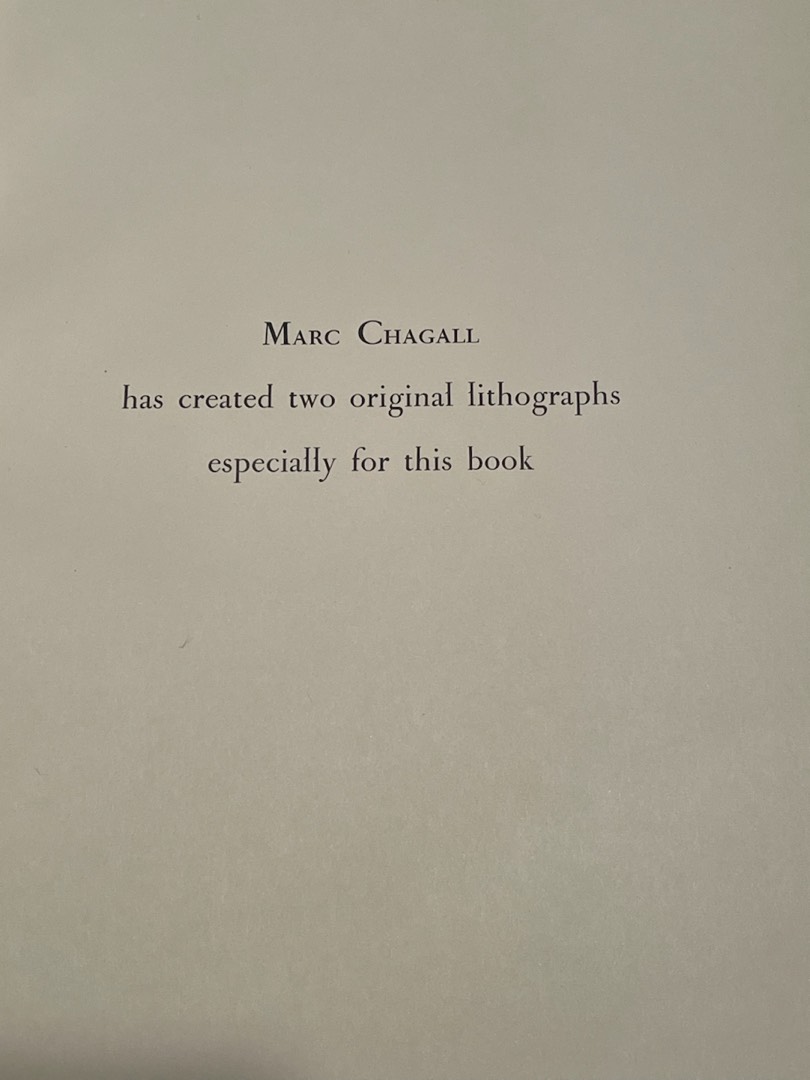 Marc Chagall
has created two original lithographs
especially for this book